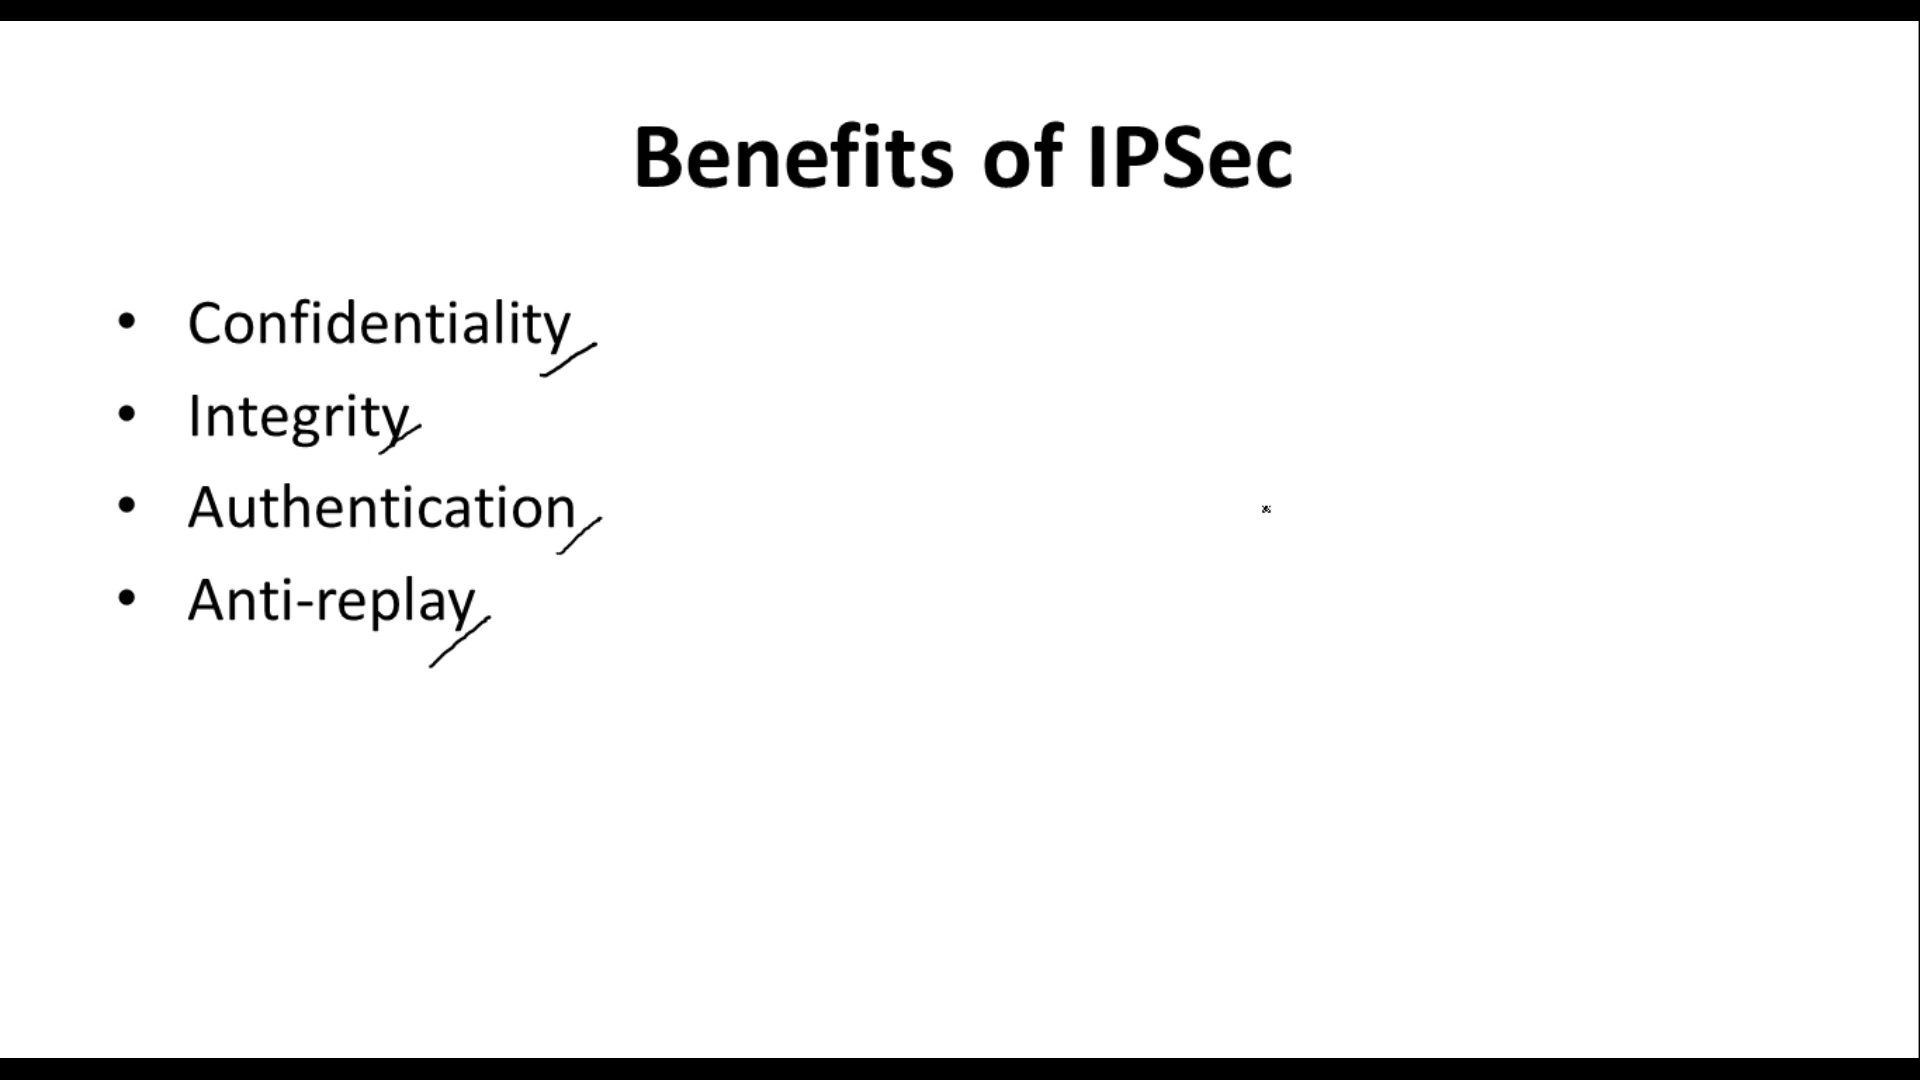 Benefits of IPSec
• Confidentiality
• Integrity
• Authentication
• Anti-replay